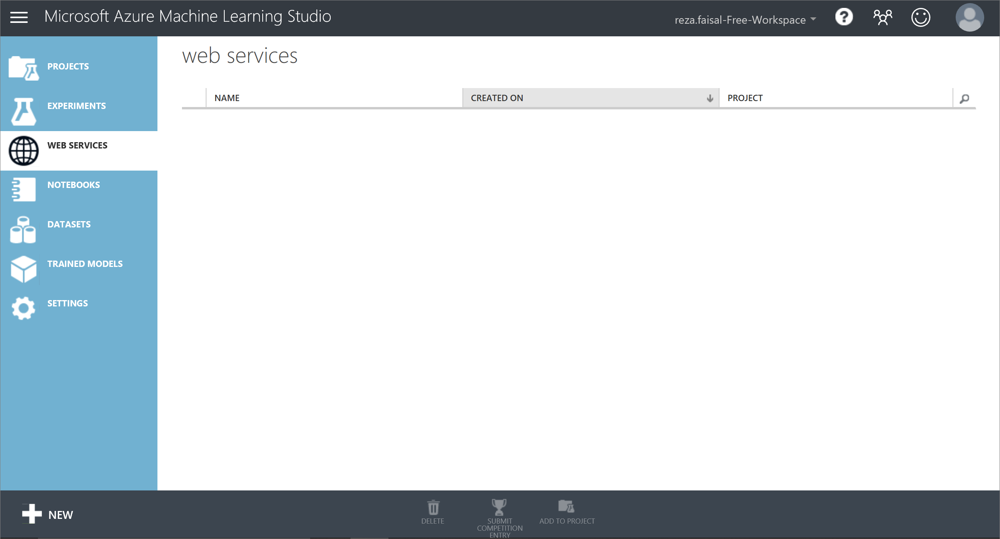 Microsoft Azure Machine Learning Studio
reza.faisal-Free-Workspace
?
PROJECTS
EXPERIMENTS
WEB SERVICES
NOTEBOOKS
DATASETS
TRAINED MODELS
SETTINGS
web services
NAME
CREATED ON
PROJECT
NEW
DELETE
SUBMIT
COMPETITION
ENTRY
ADD TO PROJECT